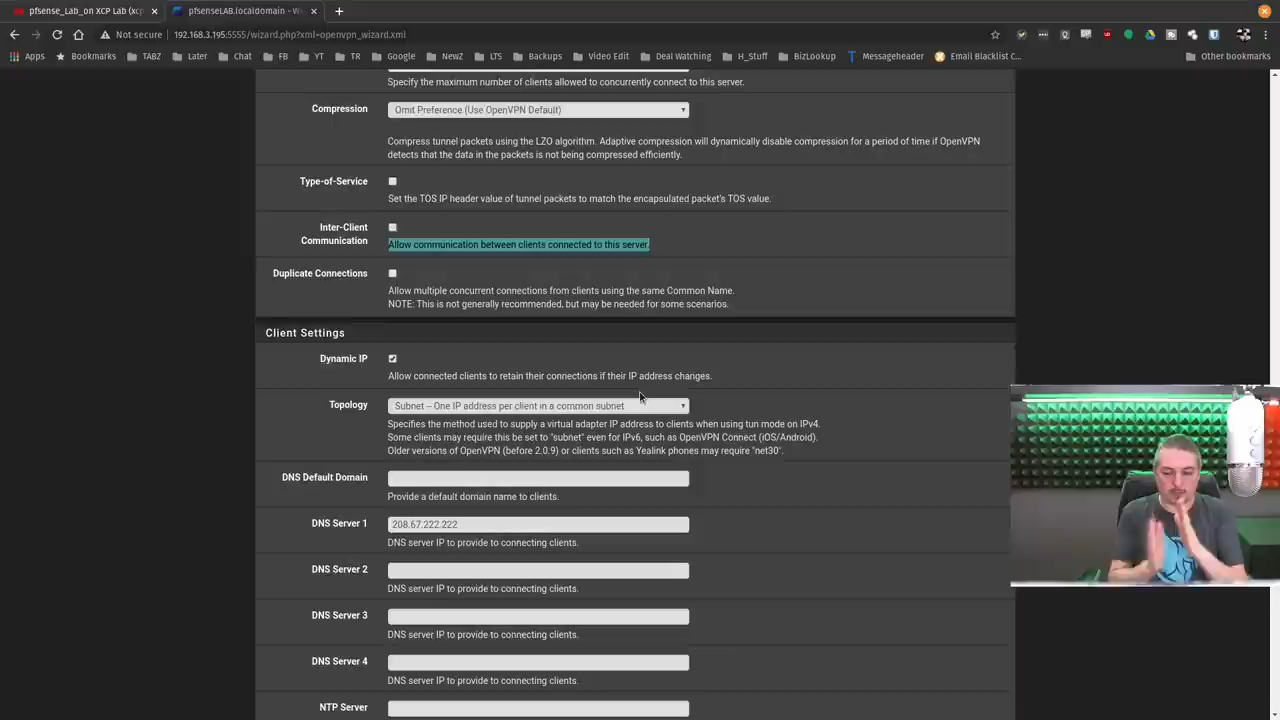 pfsense_Lab_on XCP Lab (xcp
pfsenseLAB.localdomain - W
Not secure
192.168.3.195:5555/wizard.php?xml=openvpn_wizard.xml
Apps
Bookmarks
TABZ
Later
Chat
FB
YT
TR
Google
NewZ
LTS
Backups
Video Edit
Deal Watching
H_Stuff
BizLookup
Messageheader
Email Blacklist C...
Other bookmarks
Specify the maximum number of clients allowed to concurrently connect to this server.
Compression
Omit Preference (Use OpenVPN Default)
Compress tunnel packets using the LZO algorithm. Adaptive compression will dynamically disable compression for a period of time if OpenVPN
detects that the data in the packets is not being compressed efficiently.
Type-of-Service
Set the TOS IP header value of tunnel packets to match the encapsulated packet's TOS value.
Inter-Client
Communication
Allow communication between clients connected to this server.
Duplicate Connections
Allow multiple concurrent connections from clients using the same Common Name.
NOTE: This is not generally recommended, but may be needed for some scenarios.
Client Settings
Dynamic IP
Allow connected clients to retain their connections if their IP address changes.
Topology
Subnet -- One IP address per client in a common subnet
Specifies the method used to supply a virtual adapter IP address to clients when using tun mode on IPv4.
Some clients may require this be set to "subnet" even for IPv6, such as OpenVPN Connect (iOS/Android).
Older versions of OpenVPN (before 2.0.9) or clients such as Yealink phones may require "net30".
DNS Default Domain
Provide a default domain name to clients.
DNS Server 1
208.67.222.222
DNS server IP to provide to connecting clients.
DNS Server 2
DNS server IP to provide to connecting clients.
DNS Server 3
DNS server IP to provide to connecting clients.
DNS Server 4
DNS server IP to provide to connecting clients.
NTP Server